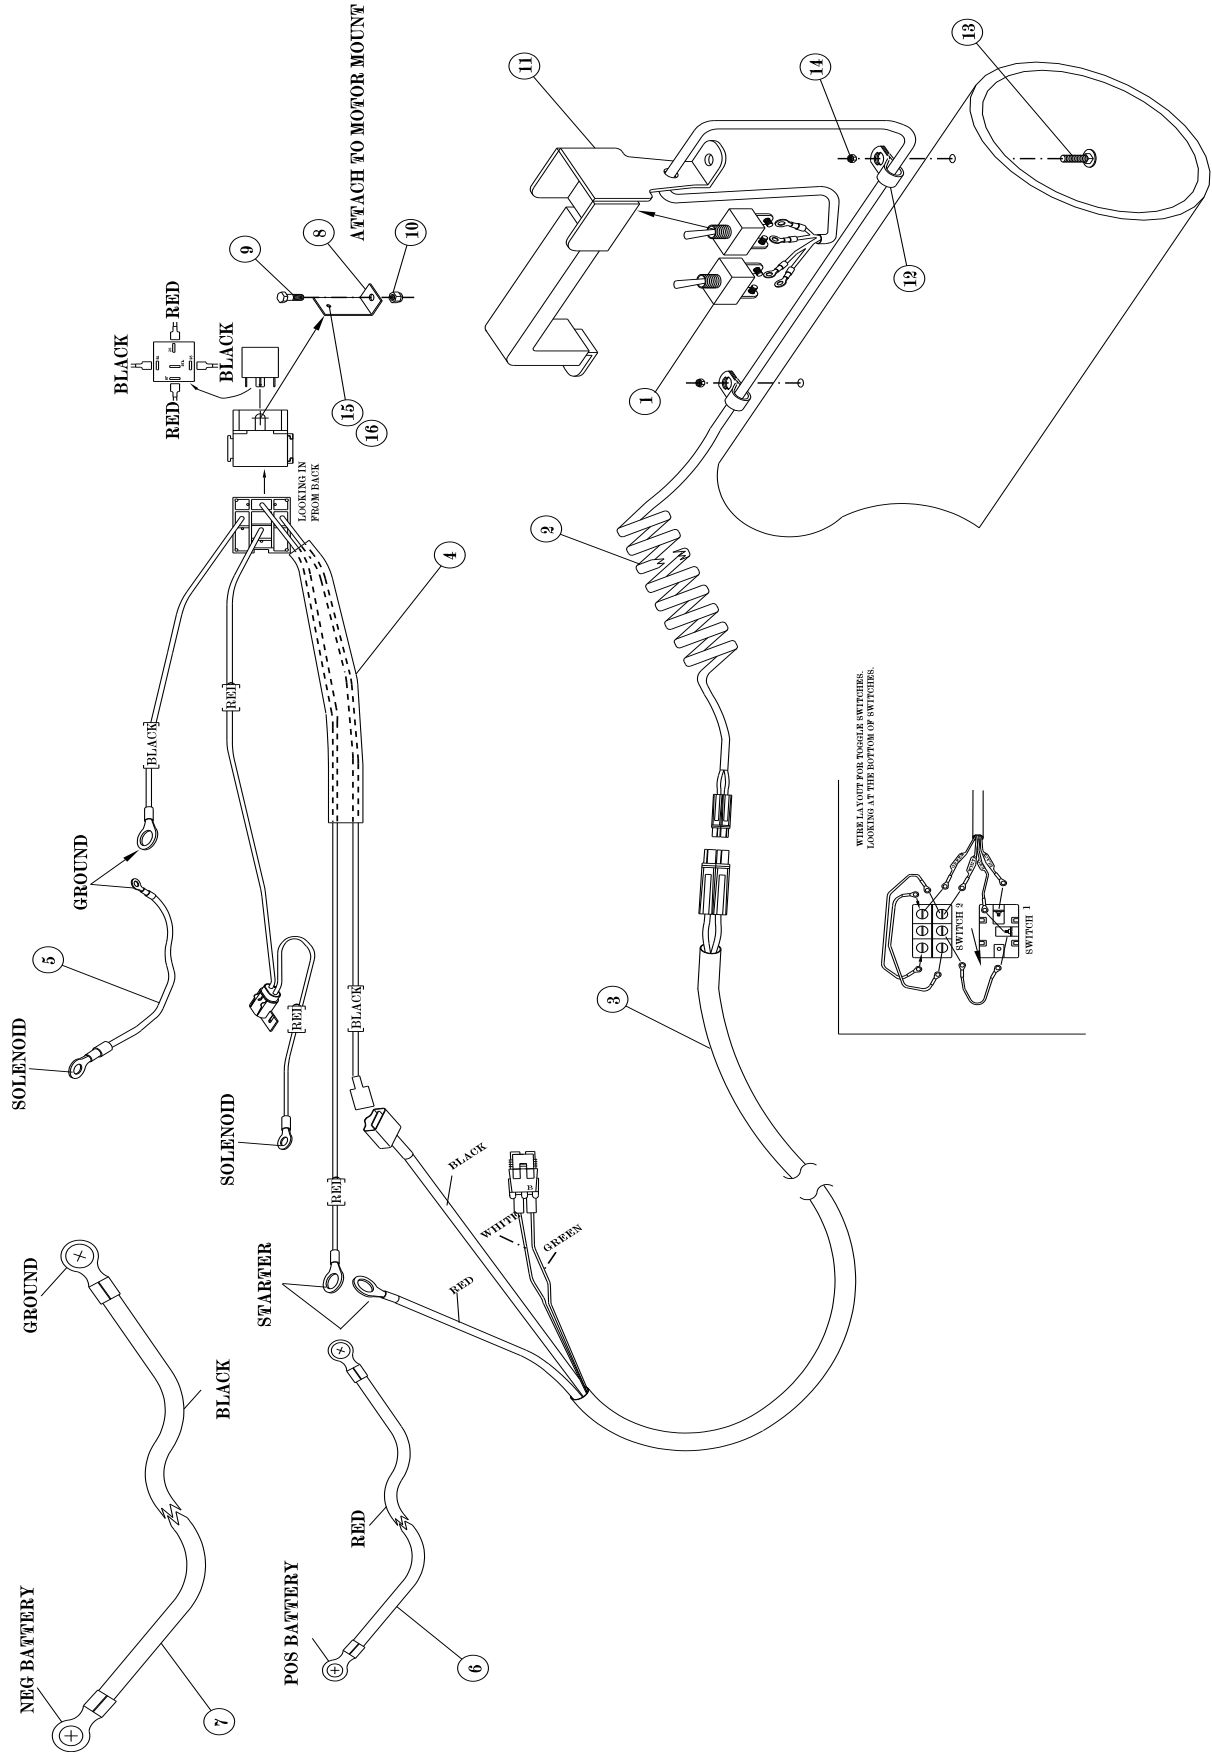 NEG BATTERY
GROUND
BLACK
7
POS BATTERY
RED
6
STARTER
SOLENOID
5
GROUND
SOLENOID
BLACK
RED
RED
RED
BLACK
4
LOOKING IN
FROM BACK
RED
BLACK
BLACK
RED
9
8
10
15
16
ATTACH TO MOTOR MOUNT
BLACK
WHITE
GREEN
RED
B
3
2
1
11
14
13
12
WIRE LAYOUT FOR TOGGLE SWITCHES.
LOOKING AT THE BOTTOM OF SWITCHES.
SWITCH 2
SWITCH 1